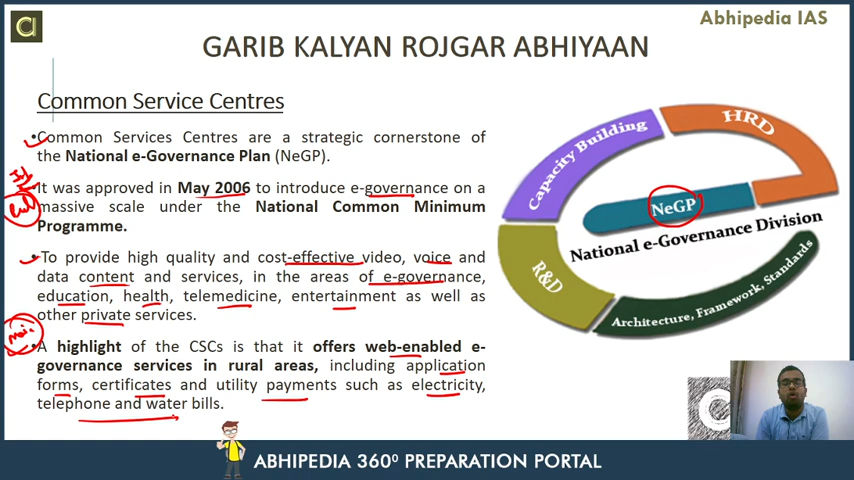 Abhipedia IAS
GARIB KALYAN ROJGAR ABHIYAAN
Common Service Centres
•Common Services Centres are a strategic cornerstone of
the National e-Governance Plan (NeGP).
•It was approved in May 2006 to introduce e-governance on a
massive scale under the National Common Minimum
Programme.
• To provide high quality and cost-effective video, voice and
data content and services, in the areas of e-governance,
education, health, telemedicine, entertainment as well as
other private services.
•A highlight of the CSCs is that it offers web-enabled e-
governance services in rural areas, including application
forms, certificates and utility payments such as electricity,
telephone and water bills.
Capacity Building
HRD
NeGP
National e-Governance Division
R&D
Architecture, Framework, Standards
ABHIPEDIA 360⁰ PREPARATION PORTAL